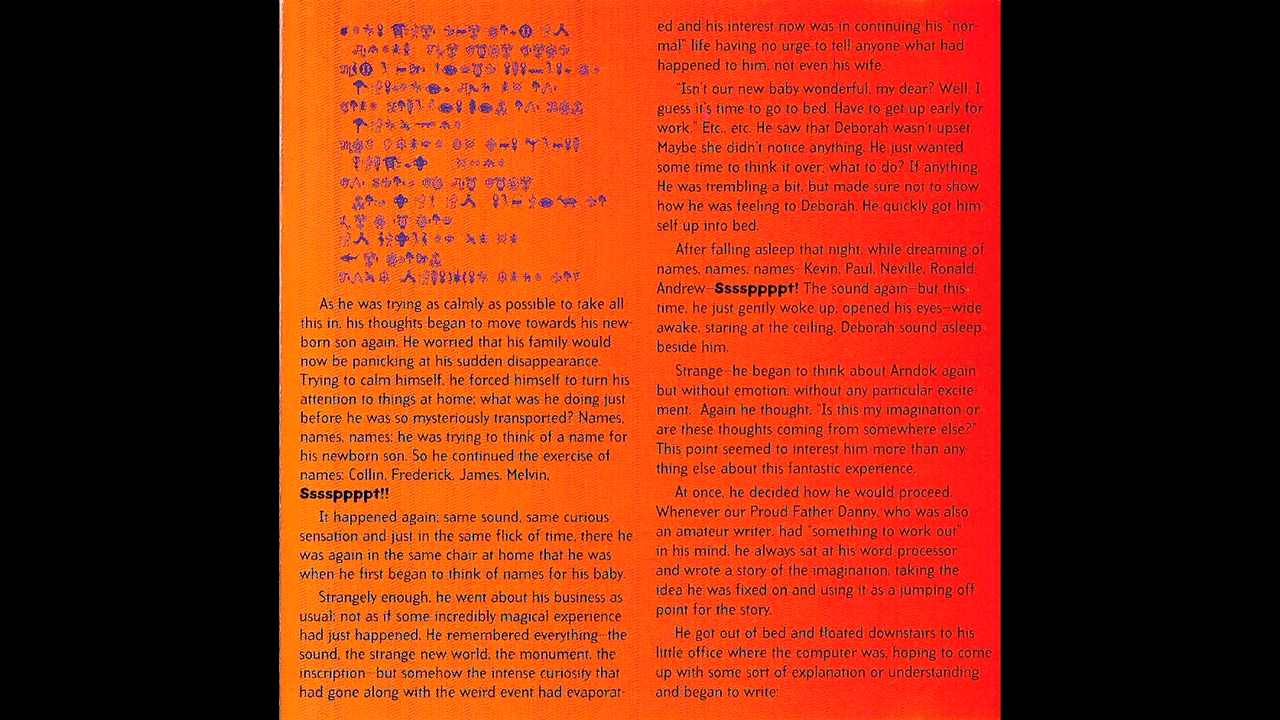 As he was trying as calmly as possible to take all
this in, his thoughts began to move towards his new-
born son again. He worried that his family would
now be panicking at his sudden disappearance.
Trying to calm himself, he forced himself to turn his
attention to things at home; what was he doing just
before he was so mysteriously transported? Names,
names, names; he was trying to think of a name for
his newborn son. So he continued the exercise of
names: Collin, Frederick, James, Melvin,
Ssssppppt!!
It happened again; same sound, same curious
sensation and just in the same flick of time, there he
was again in the same chair at home that he was
when he first began to think of names for his baby.
Strangely enough, he went about his business as
usual; not as if some incredibly magical experience
had just happened. He remembered everything—the
sound, the strange new world, the monument, the
inscription—but somehow the intense curiosity that
had gone along with the weird event had evaporat-
ed and his interest now was in continuing his "nor-
mal" life having no urge to tell anyone what had
happened to him, not even his wife.
"Isn't our new baby wonderful, my dear? Well, I
guess it's time to go to bed. Have to get up early for
work." Etc., etc. He saw that Deborah wasn't upset.
Maybe she didn't notice anything. He just wanted
some time to think it over; what to do? If anything.
He was trembling a bit, but made sure not to show
how he was feeling to Deborah. He quickly got him-
self up into bed.
After falling asleep that night, while dreaming of
names, names, names—Kevin, Paul, Neville, Ronald,
Andrew—Ssssppppt! The sound again—but this-
time, he just gently woke up, opened his eyes—wide
awake, staring at the ceiling, Deborah sound asleep
beside him.
Strange—he began to think about Arndok again
but without emotion, without any particular excite-
ment. Again he thought, "Is this my imagination or
are these thoughts coming from somewhere else?"
This point seemed to interest him more than any-
thing else about this fantastic experience.
At once, he decided how he would proceed.
Whenever our Proud Father Danny, who was also
an amateur writer, had "something to work out"
in his mind, he always sat at his word processor
and wrote a story of the imagination, taking the
idea he was fixed on and using it as a jumping off
point for the story.
He got out of bed and floated downstairs to his
little office where the computer was, hoping to come
up with some sort of explanation or understanding
and began to write: